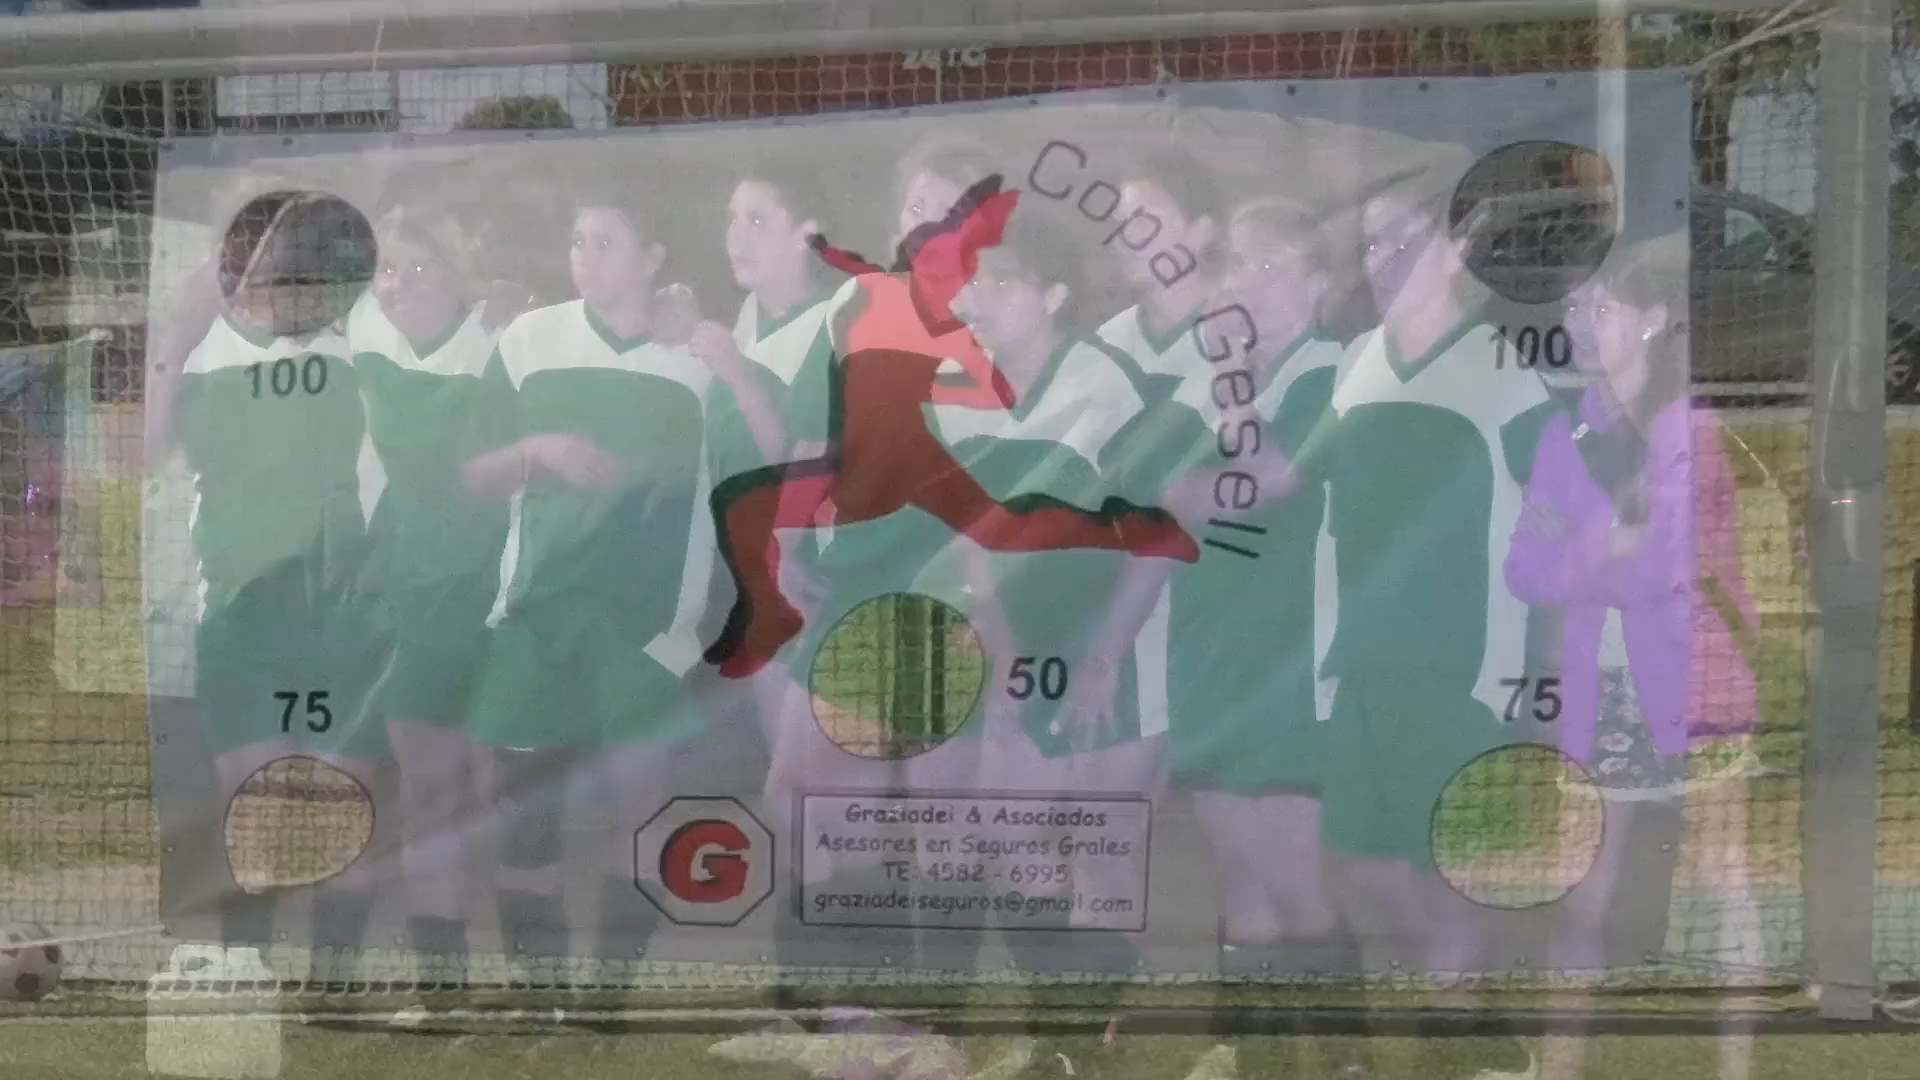 Copa Gesell
100
100
75
50
75
G
Graziadei & Asociados
Asesores en Seguros Grales
TE: 4582 - 6995
graziadeiseguros@gmail.com